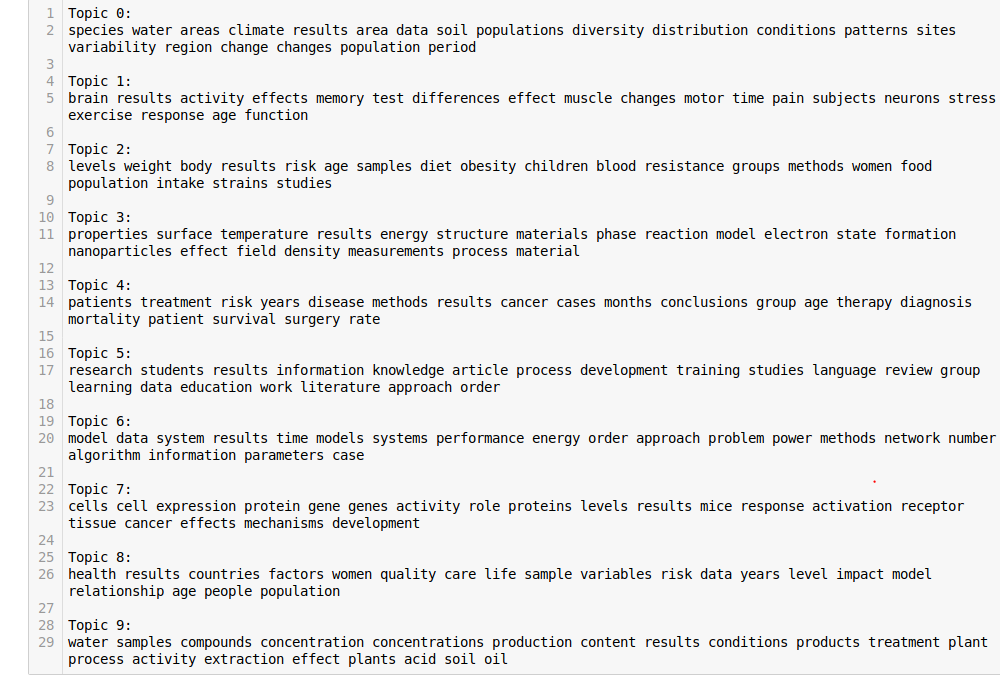 1 Topic 0:
2 species water areas climate results area data soil populations diversity distribution conditions patterns sites
variability region change changes population period
3
4 Topic 1:
5 brain results activity effects memory test differences effect muscle changes motor time pain subjects neurons stress
exercise response age function
6
7 Topic 2:
8 levels weight body results risk age samples diet obesity children blood resistance groups methods women food
population intake strains studies
9
10 Topic 3:
11 properties surface temperature results energy structure materials phase reaction model electron state formation
nanoparticles effect field density measurements process material
12
13 Topic 4:
14 patients treatment risk years disease methods results cancer cases months conclusions group age therapy diagnosis
mortality patient survival surgery rate
15
16 Topic 5:
17 research students results information knowledge article process development training studies language review group
learning data education work literature approach order
18
19 Topic 6:
20 model data system results time models systems performance energy order approach problem power methods network number
algorithm information parameters case
21
22 Topic 7:
23 cells cell expression protein gene genes activity role proteins levels results mice response activation receptor
tissue cancer effects mechanisms development
24
25 Topic 8:
26 health results countries factors women quality care life sample variables risk data years level impact model
relationship age people population
27
28 Topic 9:
29 water samples compounds concentration concentrations production content results conditions products treatment plant
process activity extraction effect plants acid soil oil